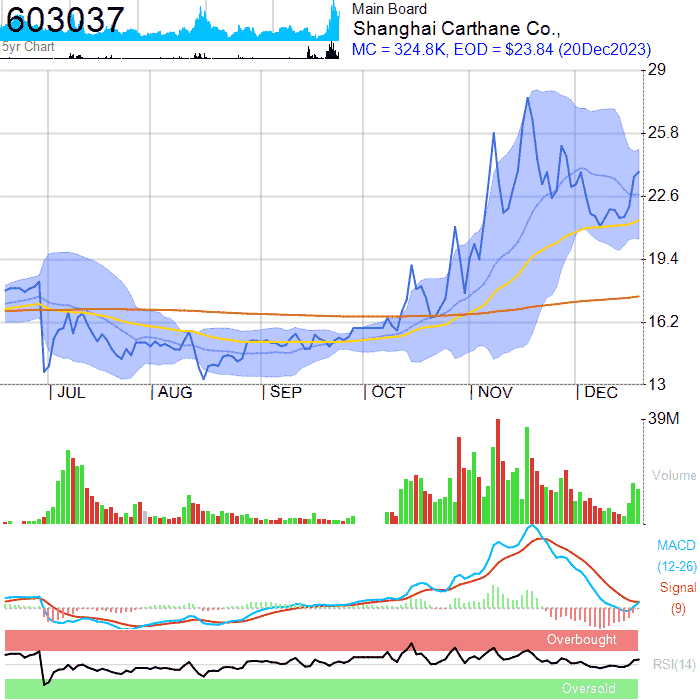 603037
5yr Chart
Main Board
Shanghai Carthane Co.,
MC = 324.8K, EOD = $23.84 (20Dec2023)
29
25.8
22.6
19.4
16.2
13
JUL
AUG
SEP
OCT
NOV
DEC
39M
Volume
MACD
(12-26)
Signal
(9)
Overbought
RSI(14)
Oversold